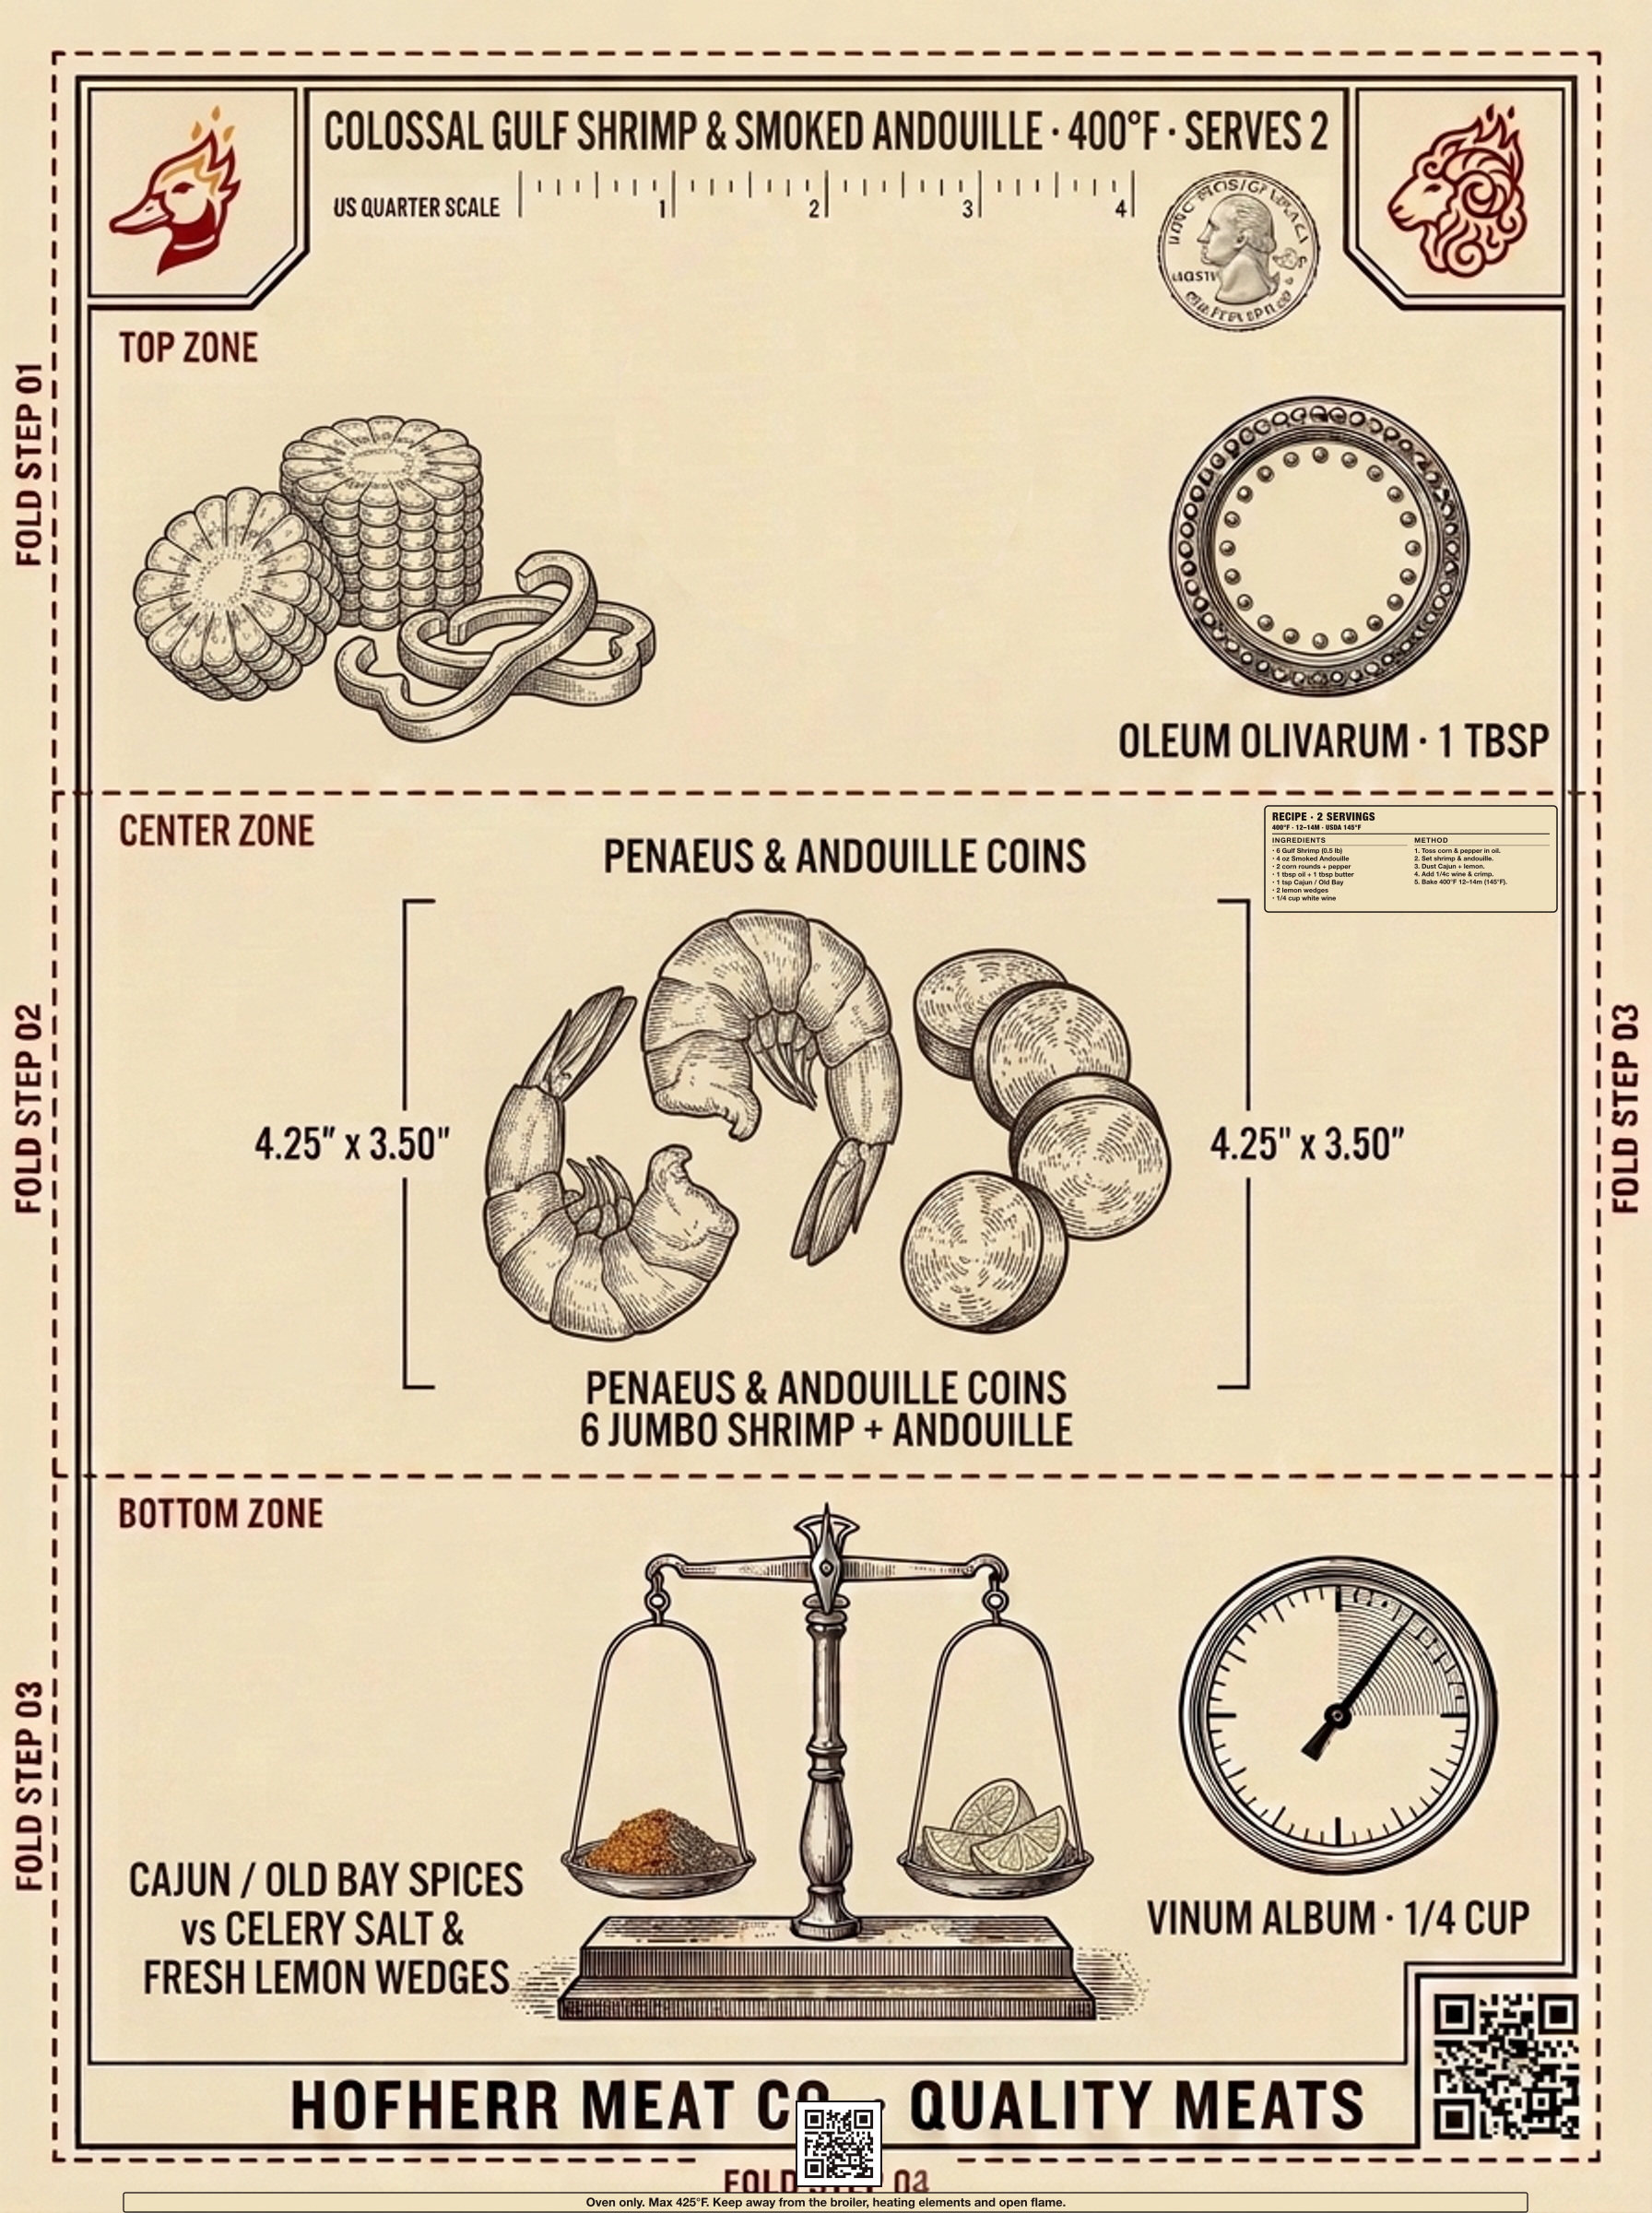 COLOSSAL GULF SHRIMP & SMOKED ANDOUILLE · 400°F · SERVES 2
US QUARTER SCALE
1 2 3 4
TOP ZONE
FOLD STEP 01
OLEUM OLIVARUM · 1 TBSP
CENTER ZONE
PENAEUS & ANDOUILLE COINS
RECIPE · 2 SERVINGS
400°F · 12–14M · USDA 145°F
INGREDIENTS
· 6 Gulf Shrimp (0.5 lb)
· 4 oz Smoked Andouille
· 2 corn rounds + pepper
· 1 tbsp oil + 1 tbsp butter
· 1 tsp Cajun / Old Bay
· 2 lemon wedges
· 1/4 cup white wine
METHOD
1. Toss corn & pepper in oil.
2. Set shrimp & andouille.
3. Dust Cajun + lemon.
4. Add 1/4c wine & crimp.
5. Bake 400°F 12–14m (145°F).
FOLD STEP 02
4.25" x 3.50"
4.25" x 3.50"
FOLD STEP 03
PENAEUS & ANDOUILLE COINS
6 JUMBO SHRIMP + ANDOUILLE
BOTTOM ZONE
FOLD STEP 03
CAJUN / OLD BAY SPICES
vs CELERY SALT &
FRESH LEMON WEDGES
VINUM ALBUM · 1/4 CUP
HOFHERR MEAT CO · QUALITY MEATS
FOLD
Oven only. Max 425°F. Keep away from the broiler, heating elements and open flame.